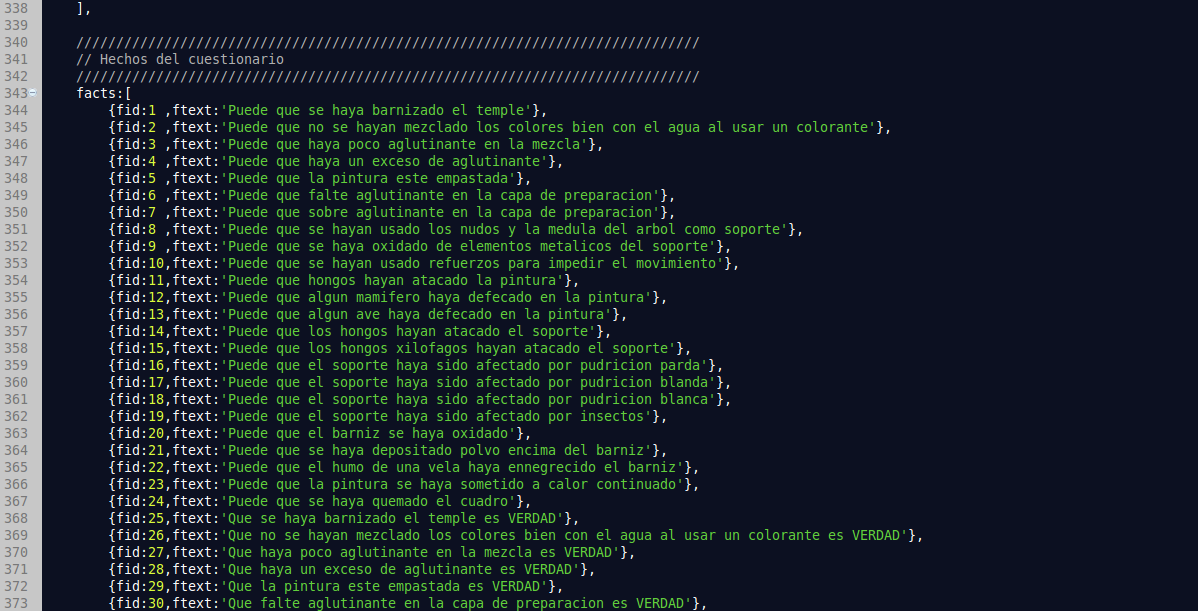 338     ],
339
340     //////////////////////////////////////////////////////////////////////////////
341     // Hechos del cuestionario
342     //////////////////////////////////////////////////////////////////////////////
343     facts:[
344         {fid:1 ,ftext:'Puede que se haya barnizado el temple'},
345         {fid:2 ,ftext:'Puede que no se hayan mezclado los colores bien con el agua al usar un colorante'},
346         {fid:3 ,ftext:'Puede que haya poco aglutinante en la mezcla'},
347         {fid:4 ,ftext:'Puede que haya un exceso de aglutinante'},
348         {fid:5 ,ftext:'Puede que la pintura este empastada'},
349         {fid:6 ,ftext:'Puede que falte aglutinante en la capa de preparacion'},
350         {fid:7 ,ftext:'Puede que sobre aglutinante en la capa de preparacion'},
351         {fid:8 ,ftext:'Puede que se hayan usado los nudos y la medula del arbol como soporte'},
352         {fid:9 ,ftext:'Puede que se haya oxidado de elementos metalicos del soporte'},
353         {fid:10,ftext:'Puede que se hayan usado refuerzos para impedir el movimiento'},
354         {fid:11,ftext:'Puede que hongos hayan atacado la pintura'},
355         {fid:12,ftext:'Puede que algun mamifero haya defecado en la pintura'},
356         {fid:13,ftext:'Puede que algun ave haya defecado en la pintura'},
357         {fid:14,ftext:'Puede que los hongos hayan atacado el soporte'},
358         {fid:15,ftext:'Puede que los hongos xilofagos hayan atacado el soporte'},
359         {fid:16,ftext:'Puede que el soporte haya sido afectado por pudricion parda'},
360         {fid:17,ftext:'Puede que el soporte haya sido afectado por pudricion blanda'},
361         {fid:18,ftext:'Puede que el soporte haya sido afectado por pudricion blanca'},
362         {fid:19,ftext:'Puede que el soporte haya sido afectado por insectos'},
363         {fid:20,ftext:'Puede que el barniz se haya oxidado'},
364         {fid:21,ftext:'Puede que se haya depositado polvo encima del barniz'},
365         {fid:22,ftext:'Puede que el humo de una vela haya ennegrecido el barniz'},
366         {fid:23,ftext:'Puede que la pintura se haya sometido a calor continuado'},
367         {fid:24,ftext:'Puede que se haya quemado el cuadro'},
368         {fid:25,ftext:'Que se haya barnizado el temple es VERDAD'},
369         {fid:26,ftext:'Que no se hayan mezclado los colores bien con el agua al usar un colorante es VERDAD'},
370         {fid:27,ftext:'Que haya poco aglutinante en la mezcla es VERDAD'},
371         {fid:28,ftext:'Que haya un exceso de aglutinante es VERDAD'},
372         {fid:29,ftext:'Que la pintura este empastada es VERDAD'},
373         {fid:30,ftext:'Que falte aglutinante en la capa de preparacion es VERDAD'},